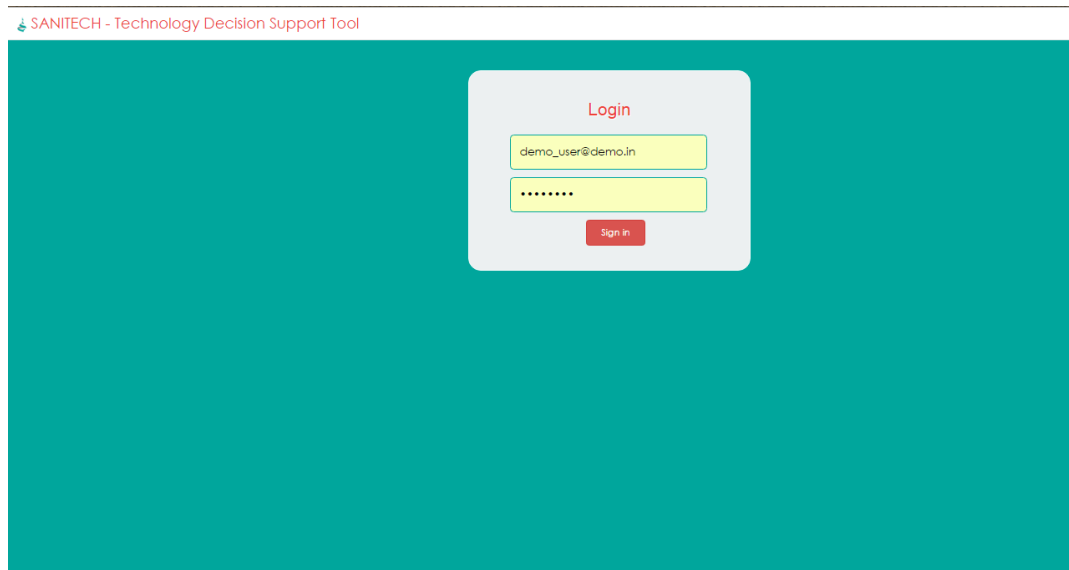 SANITECH - Technology Decision Support Tool
Login
demo_user@demo.in
••••••••
Sign in